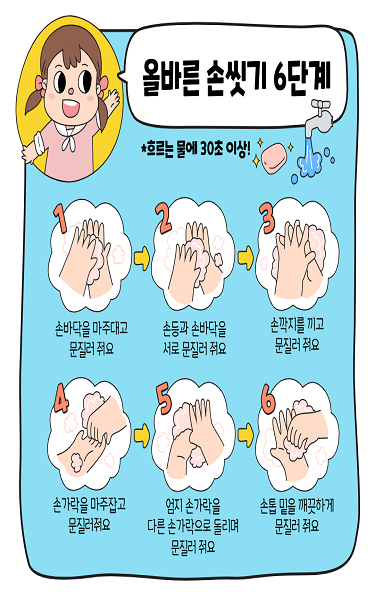 올바른 손씻기 6단계
*흐르는 물에 30초 이상!
1
2
3
손바닥을 마주대고
문질러 줘요
손등과 손바닥을
서로 문질러 줘요
손깍지를 끼고
문질러 줘요
4
5
6
손가락을 마주잡고
문질러줘요
엄지 손가락을
다른 손가락으로 돌리며
문질러 줘요
손톱 밑을 깨끗하게
문질러 줘요